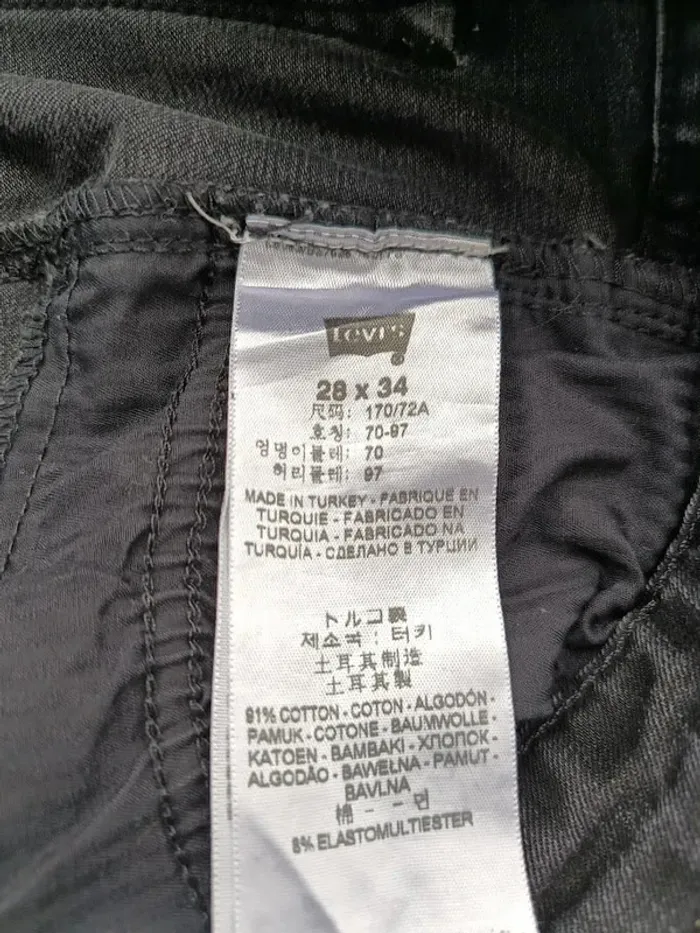 Levi's
®
28 x 34
尺码: 170/72A
호칭: 70-97
엉덩이둘레: 70
허리둘레: 97
MADE IN TURKEY - FABRIQUE EN
TURQUIE - FABRICADO EN
TURQUIA - FABRICADO NA
TURQUÍA - СДЕЛАНО В ТУРЦИИ
トルコ製
제소국: 터키
土耳其制造
土耳其製
91% COTTON - COTON - ALGODÓN -
PAMUK - COTONE - BAUMWOLLE -
KATOEN - BAMBAKI - ХЛОПОК -
ALGODÃO - BAWEŁNA - PAMUT -
BAVLNA
棉 - - 면
8% ELASTOMULTIESTER